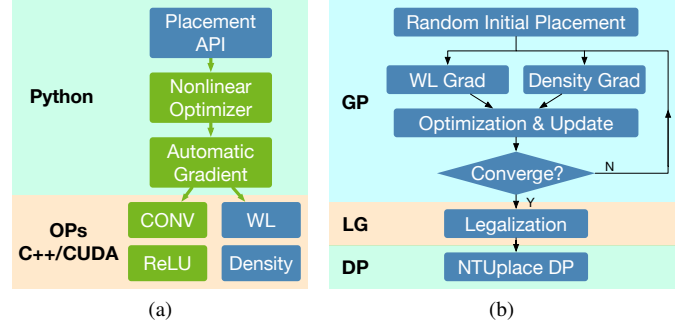 Placement
API
Python
Nonlinear
Optimizer
Automatic
Gradient
OPs
C++/CUDA
CONV
WL
ReLU
Density
(a)
Random Initial Placement
GP
WL Grad
Density Grad
Optimization & Update
Converge?
N
Y
LG
Legalization
DP
NTUplace DP
(b)